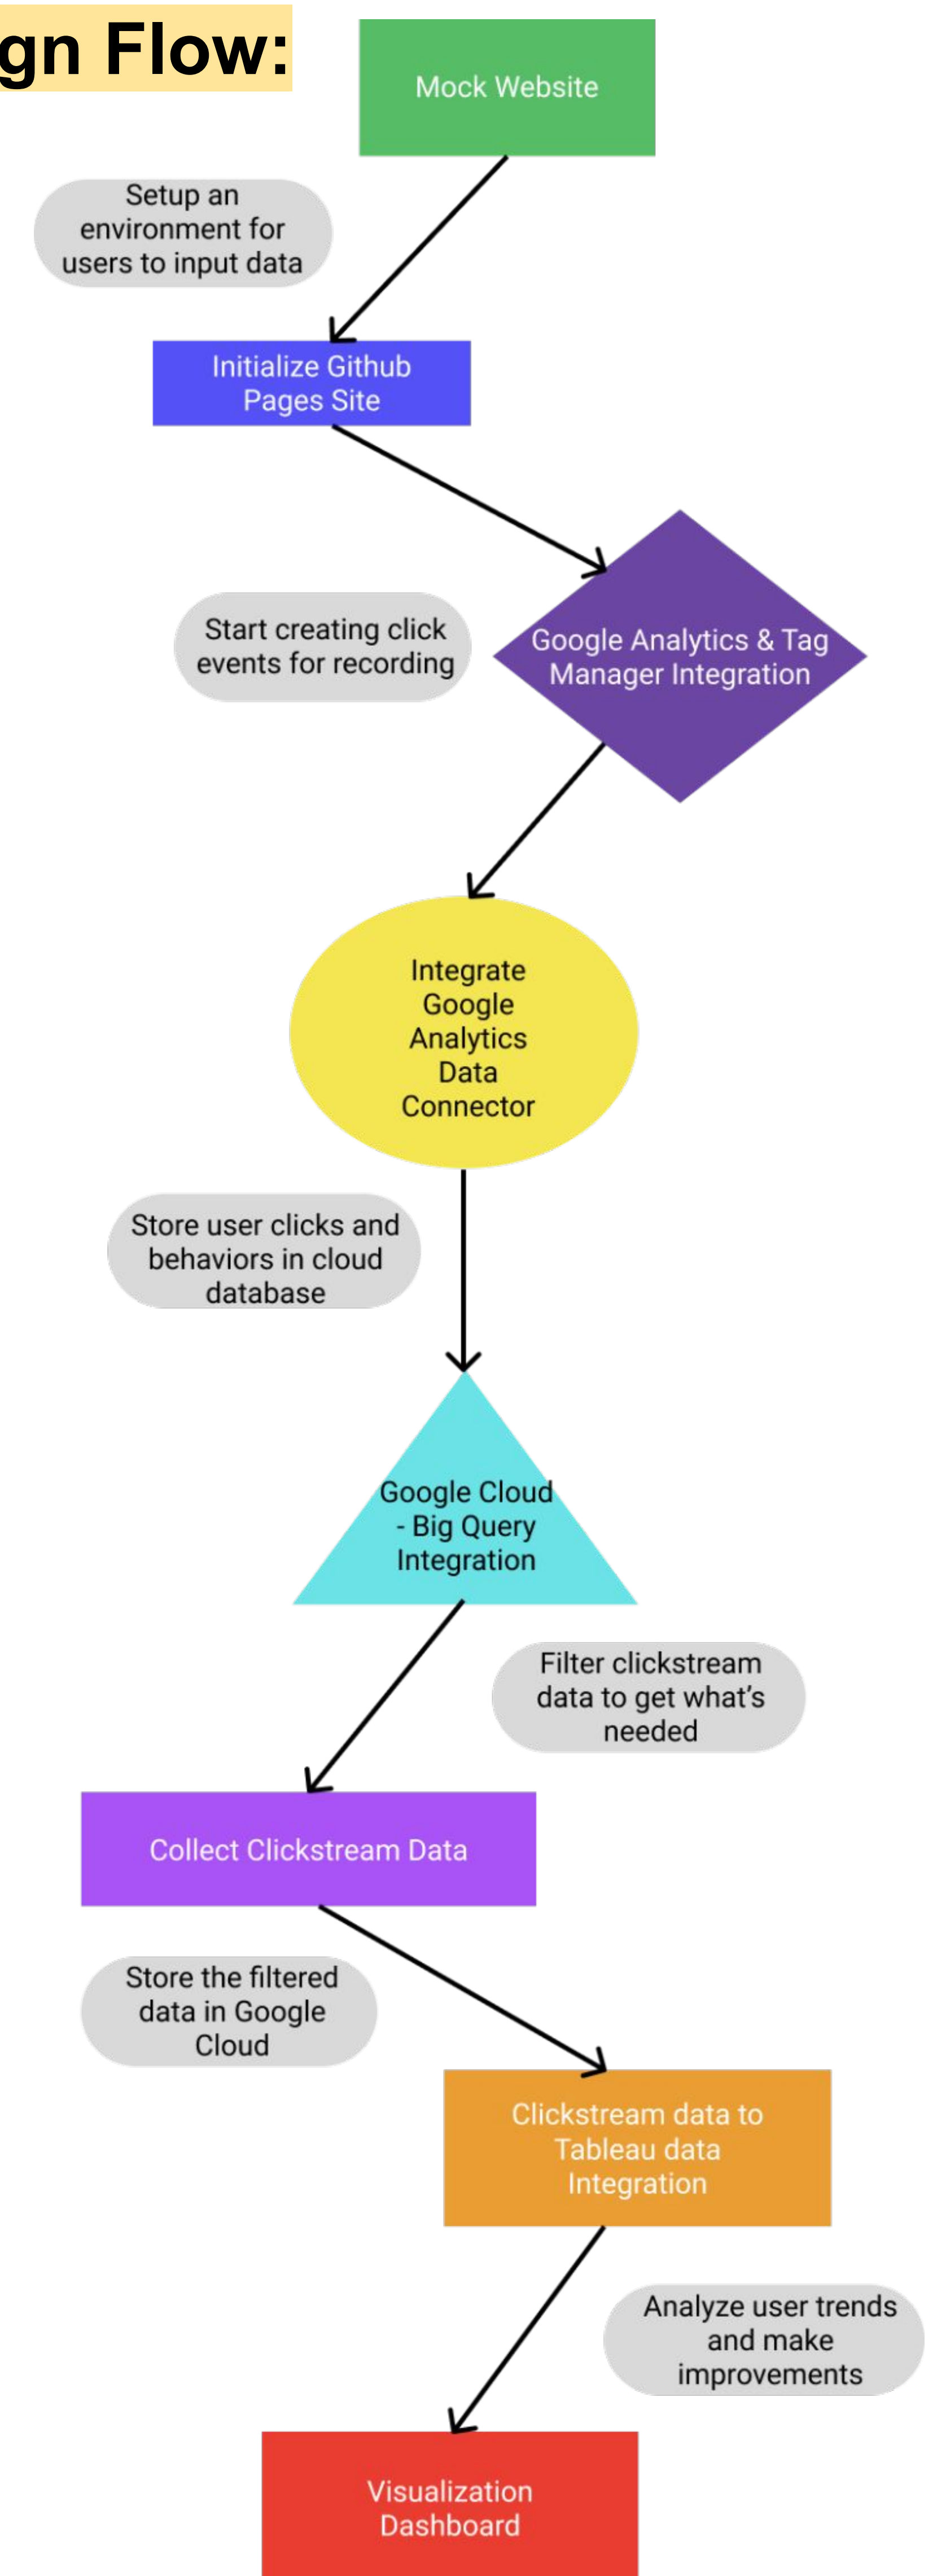 gn Flow:
Mock Website
Setup an
environment for
users to input data
Initialize Github
Pages Site
Start creating click
events for recording
Google Analytics & Tag
Manager Integration
Integrate
Google
Analytics
Data
Connector
Store user clicks and
behaviors in cloud
database
Google Cloud
- Big Query
Integration
Filter clickstream
data to get what’s
needed
Collect Clickstream Data
Store the filtered
data in Google
Cloud
Clickstream data to
Tableau data
Integration
Analyze user trends
and make
improvements
Visualization
Dashboard